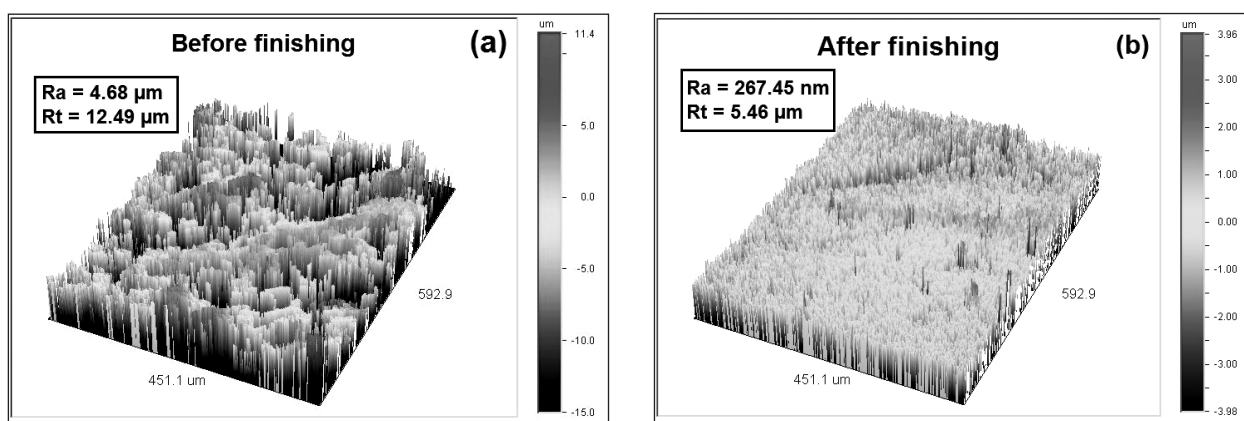 Before finishing
(a)
Ra = 4.68 µm
Rt = 12.49 µm
592.9
451.1 um
um
11.4
5.0
0.0
-5.0
-10.0
-15.0
After finishing
(b)
Ra = 267.45 nm
Rt = 5.46 µm
592.9
451.1 um
um
3.96
3.00
2.00
1.00
0.00
-1.00
-2.00
-3.00
-3.98